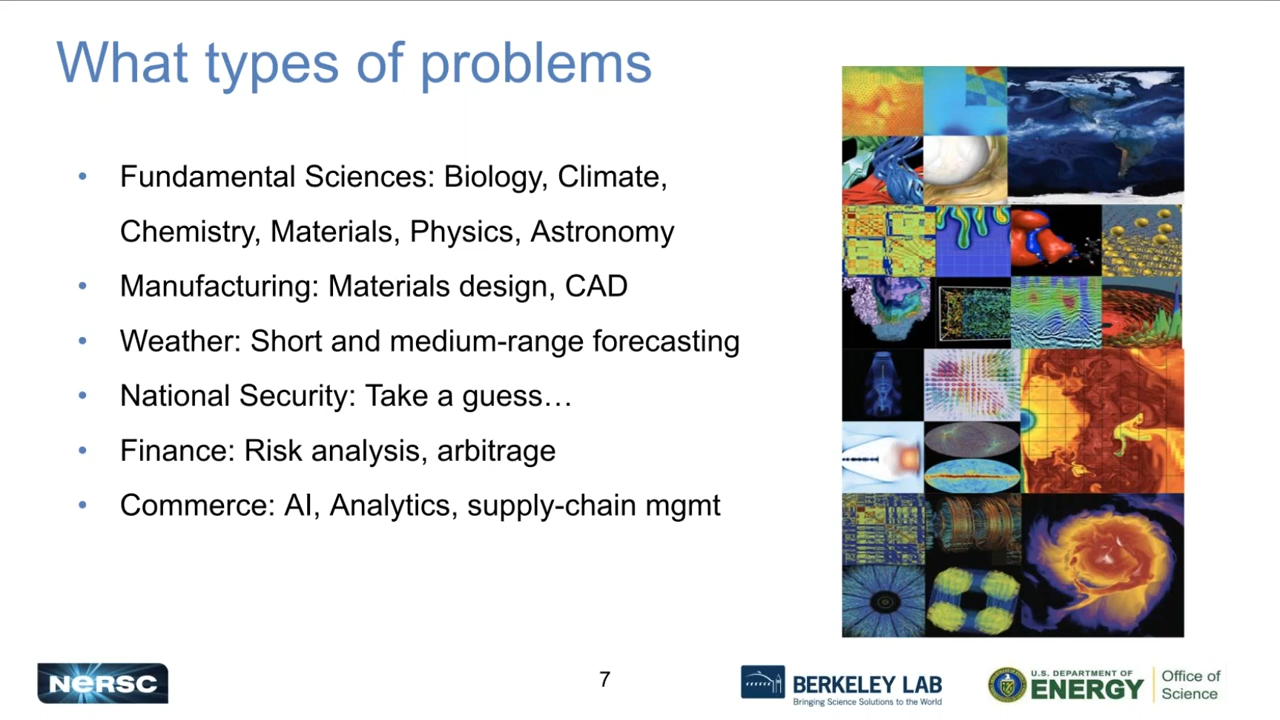 What types of problems
• Fundamental Sciences: Biology, Climate,
Chemistry, Materials, Physics, Astronomy
• Manufacturing: Materials design, CAD
• Weather: Short and medium-range forecasting
• National Security: Take a guess…
• Finance: Risk analysis, arbitrage
• Commerce: AI, Analytics, supply-chain mgmt
NERSC
7
BERKELEY LAB
Bringing Science Solutions to the World
U.S. DEPARTMENT OF
ENERGY
Office of
Science